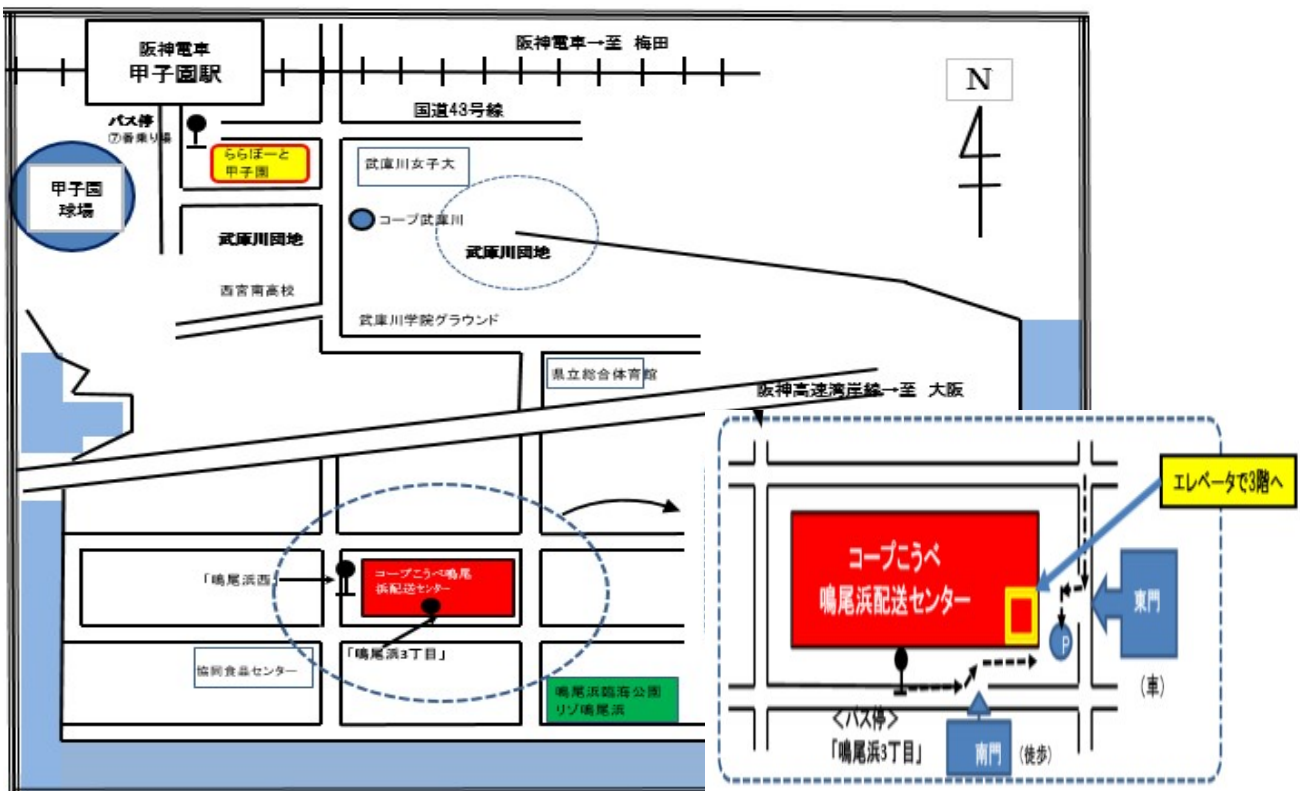 阪神電車
甲子園駅
阪神電車→至 梅田
N
国道43号線
バス停
⑦番乗り場
ららぽーと
甲子園
武庫川女子大
甲子園
球場
コープ武庫川
武庫川団地
武庫川団地
西宮南高校
武庫川学院グラウンド
県立総合体育館
阪神高速湾岸線→至 大阪
エレベータで3階へ
コープこうべ
鳴尾浜配送センター
「鳴尾浜西」
コープこうべ鳴尾
浜配送センター
東門
P
(車)
「鳴尾浜3丁目」
協同食品センター
鳴尾浜臨海公園
リゾ鳴尾浜
<バス停>
「鳴尾浜3丁目」
南門
(徒歩)